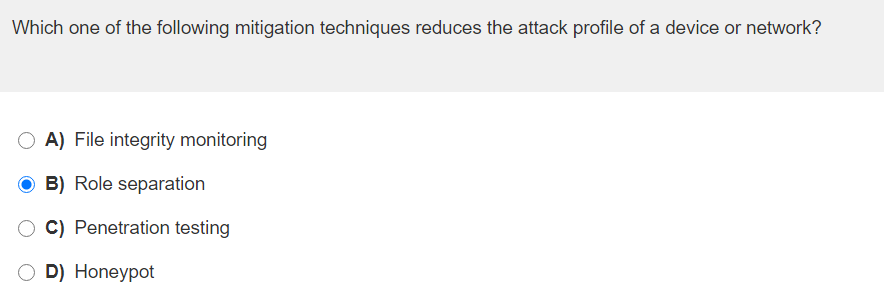 Which one of the following mitigation techniques reduces the attack profile of a device or network?
A) File integrity monitoring
B) Role separation
C) Penetration testing
D) Honeypot